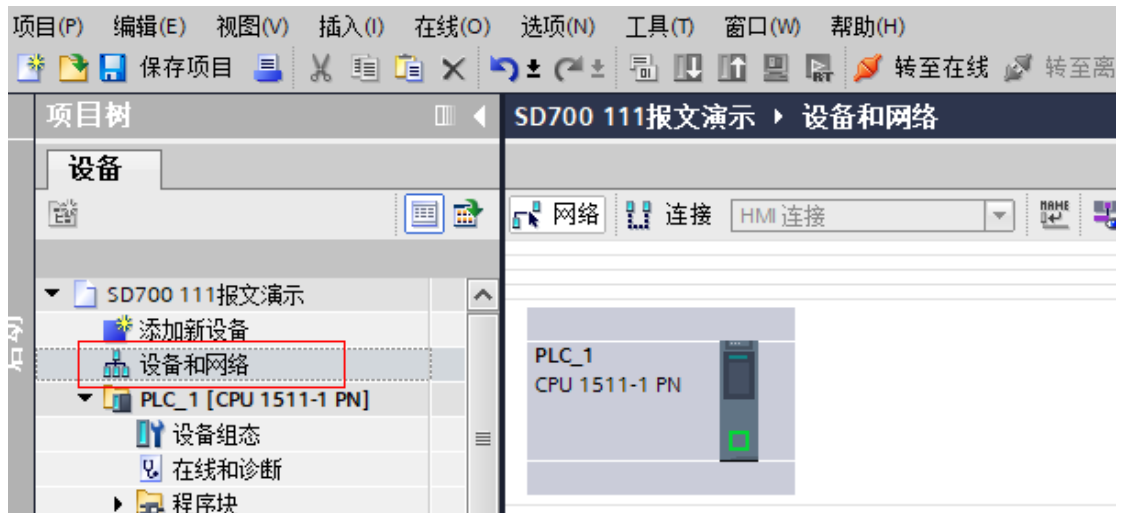 项目(P) 编辑(E) 视图(V) 插入(I) 在线(O) 选项(N) 工具(T) 窗口(W) 帮助(H)
保存项目 转至在线 转至离
项目树 SD700 111报文演示 ▸ 设备和网络
设备
网络 连接 HMI 连接
SD700 111报文演示
添加新设备
设备和网络
PLC_1 [CPU 1511-1 PN]
设备组态
在线和诊断
程序块
PLC_1
CPU 1511-1 PN
启动